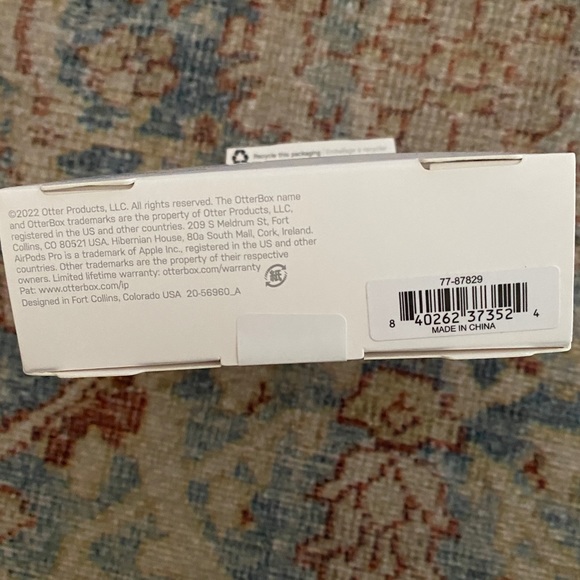 Recycle this packaging | Emballage à recycler
©2022 Otter Products, LLC. All rights reserved. The OtterBox name
and OtterBox trademarks are the property of Otter Products, LLC,
registered in the US and other countries. 209 S Meldrum St, Fort
Collins, CO 80521 USA. Hibernian House, 80a South Mall, Cork, Ireland.
AirPods Pro is a trademark of Apple Inc., registered in the US and other
countries. Other trademarks are the property of their respective
owners. Limited lifetime warranty: otterbox.com/warranty
Pat: www.otterbox.com/ip
Designed in Fort Collins, Colorado USA 20-56960_A
紙
77-87829
8 40262 37352 4
MADE IN CHINA